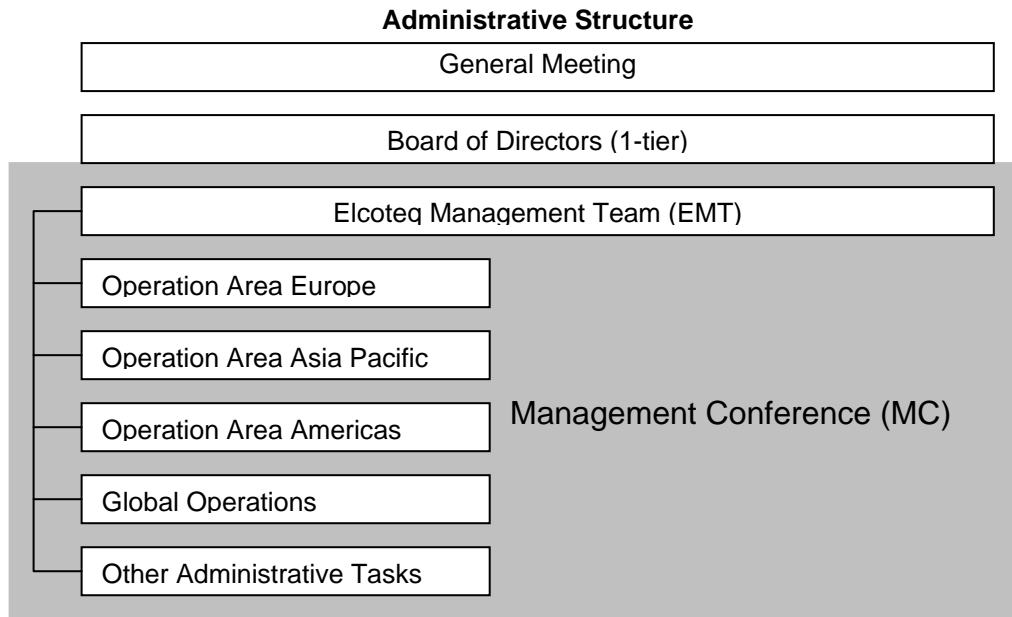 Administrative Structure
General Meeting
Board of Directors (1-tier)
Elcoteq Management Team (EMT)
Operation Area Europe
Operation Area Asia Pacific
Operation Area Americas
Management Conference (MC)
Global Operations
Other Administrative Tasks